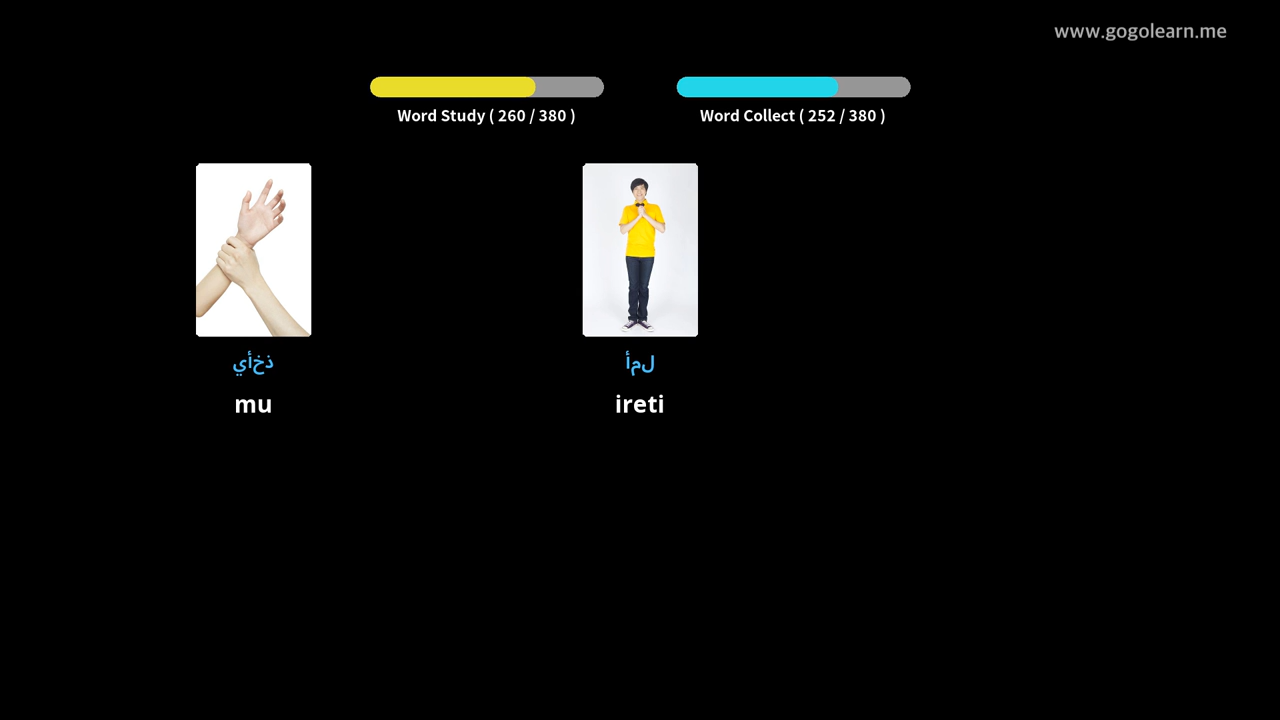 www.gogolearn.me
Word Study ( 260 / 380 )
Word Collect ( 252 / 380 )
ذخأي
لمأ
mu
ireti